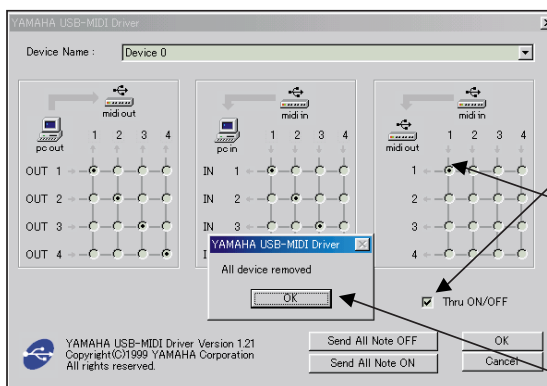 YAMAHA USB-MIDI Driver
Device Name : Device 0
midi out
pc out 1 2 3 4
OUT 1
OUT 2
OUT 3
OUT 4
midi in
pc in 1 2 3 4
IN 1
IN 2
IN 3
midi in
midi out 1 2 3 4
1
2
3
4
YAMAHA USB-MIDI Driver
All device removed
OK
Thru ON/OFF
YAMAHA USB-MIDI Driver Version 1.21
Copyright(C)1999 YAMAHA Corporation
All rights reserved.
Send All Note OFF
OK
Send All Note ON
Cancel